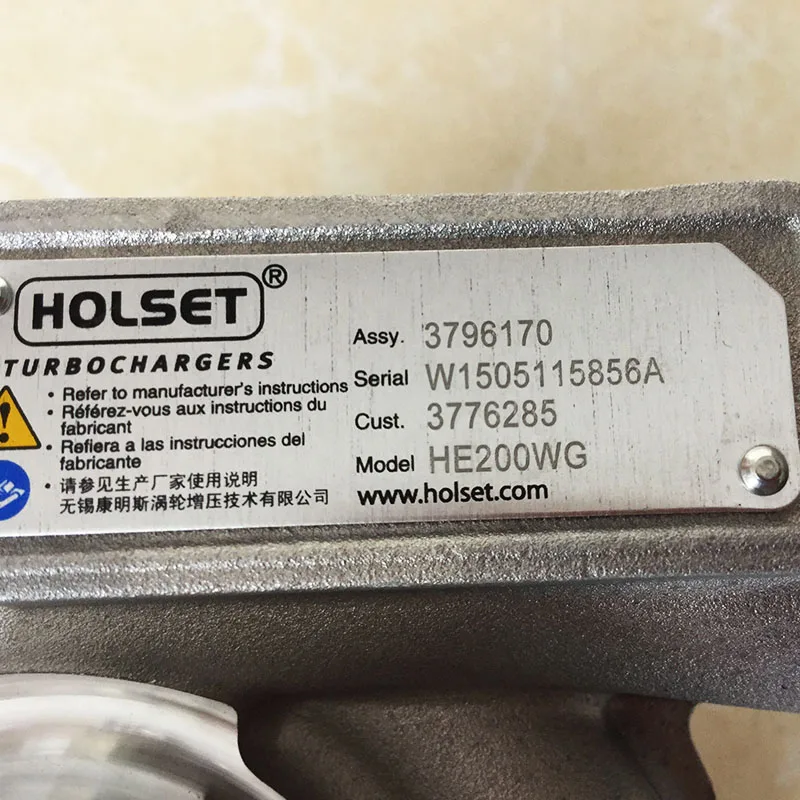 HOLSET®
TURBOCHARGERS
• Refer to manufacturer's instructions
• Référez-vous aux instructions du
fabricant
• Refiera a las instrucciones del
fabricante
• 请参见生产厂家使用说明
无锡康明斯涡轮增压技术有限公司
Assy. 3796170
Serial W1505115856A
Cust. 3776285
Model HE200WG
www.holset.com